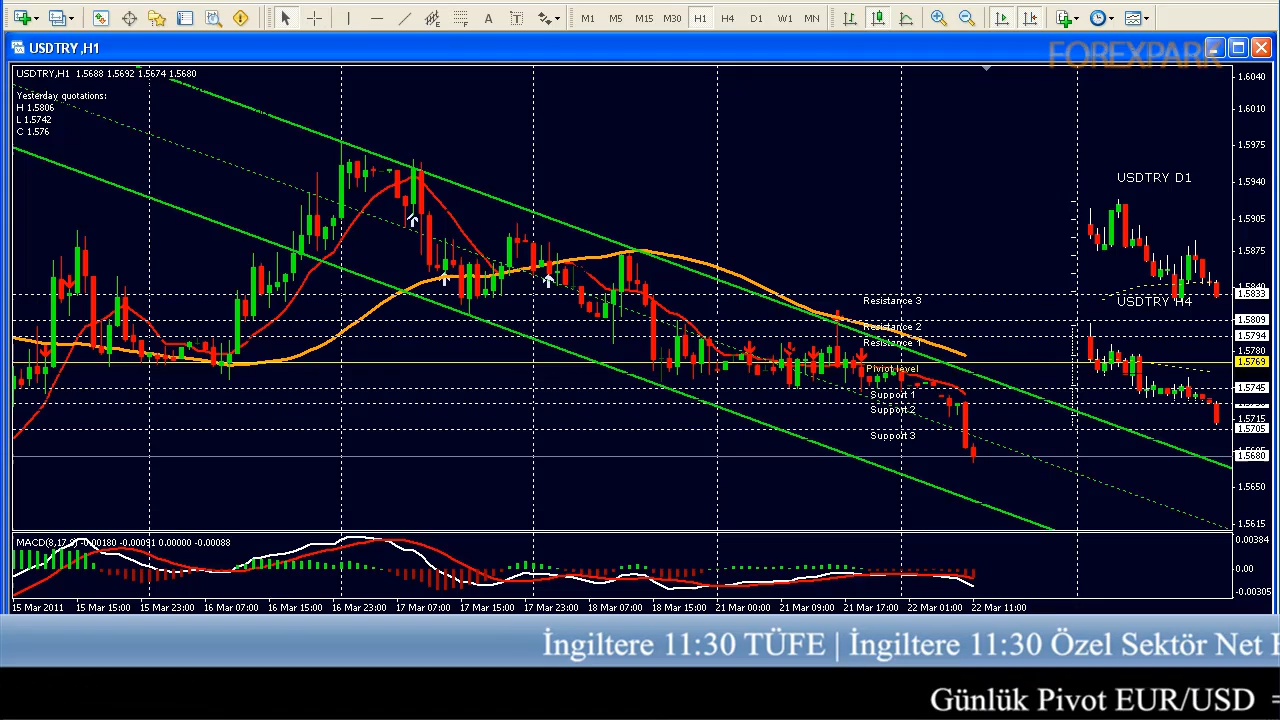 M1 M5 M15 M30 H1 D1 W1 MN
USDTRY,H1
FOREXPARK
USDTRY,H1 1.5688 1.5692 1.5674 1.5680
Yesterday quotations:
H 1.5806
L 1.5742
C 1.576
1.6040
1.6010
1.5975
1.5940
1.5905
1.5875
1.5840
1.5833
1.5809
1.5794
1.5780
1.5769
1.5745
1.5715
1.5705
1.5680
1.5650
1.5615
USDTRY D1
USDTRY H4
Resistance 3
Resistance 2
Resistance 1
Piviot level
Support 1
Support 2
Support 3
MACD(8,17,9) -0.00180 -0.00091 0.00000 -0.00088
0.00384
0.00
-0.00305
15 Mar 2011 15 Mar 15:00 15 Mar 23:00 16 Mar 07:00 16 Mar 15:00 16 Mar 23:00 17 Mar 07:00 17 Mar 15:00 17 Mar 23:00 18 Mar 07:00 18 Mar 15:00 21 Mar 00:00 21 Mar 09:00 21 Mar 17:00 22 Mar 01:00 22 Mar 11:00
İngiltere 11:30 TÜFE | İngiltere 11:30 Özel Sektör Net
Günlük Pivot EUR/USD =